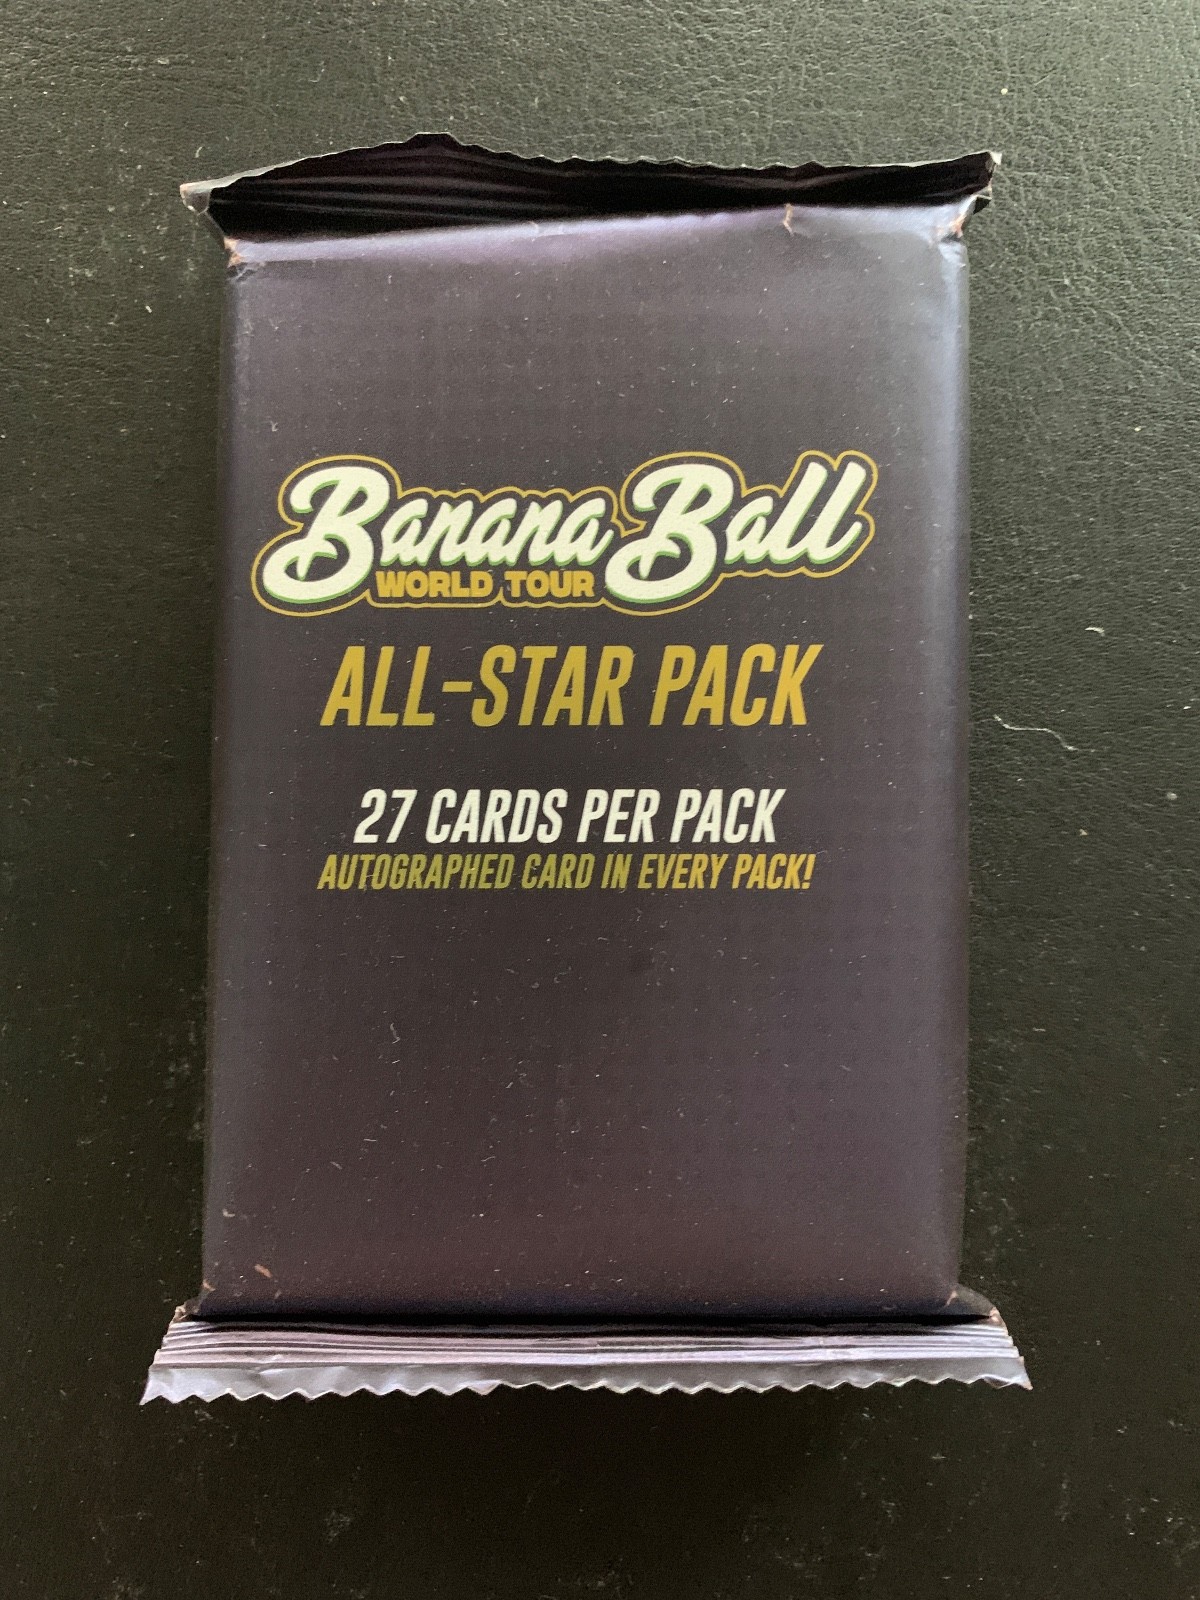 Banana Ball
WORLD TOUR
ALL-STAR PACK
27 CARDS PER PACK
AUTOGRAPHED CARD IN EVERY PACK!